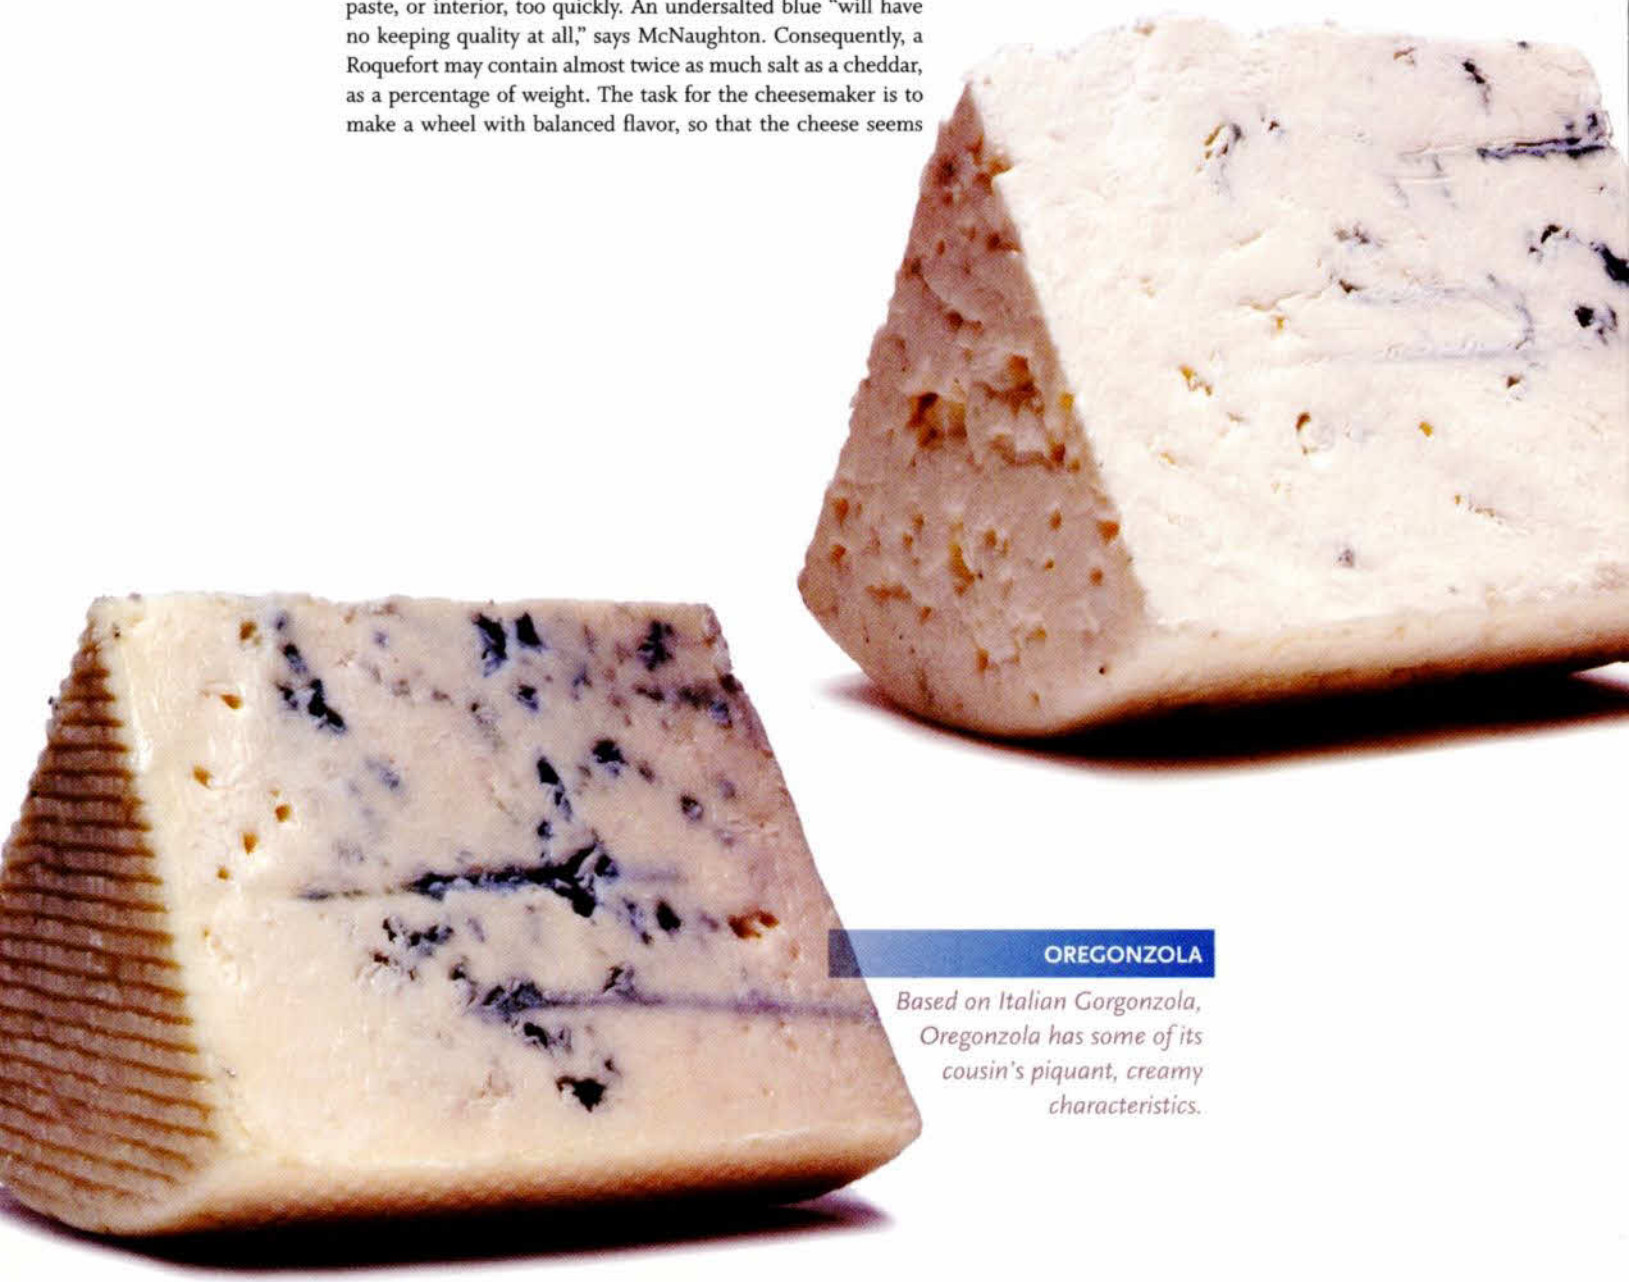 paste, or interior, too quickly. An undersalted blue “will have
no keeping quality at all,” says McNaughton. Consequently, a
Roquefort may contain almost twice as much salt as a cheddar,
as a percentage of weight. The task for the cheesemaker is to
make a wheel with balanced flavor, so that the cheese seems
OREGONZOLA
Based on Italian Gorgonzola,
Oregonzola has some of its
cousin’s piquant, creamy
characteristics.